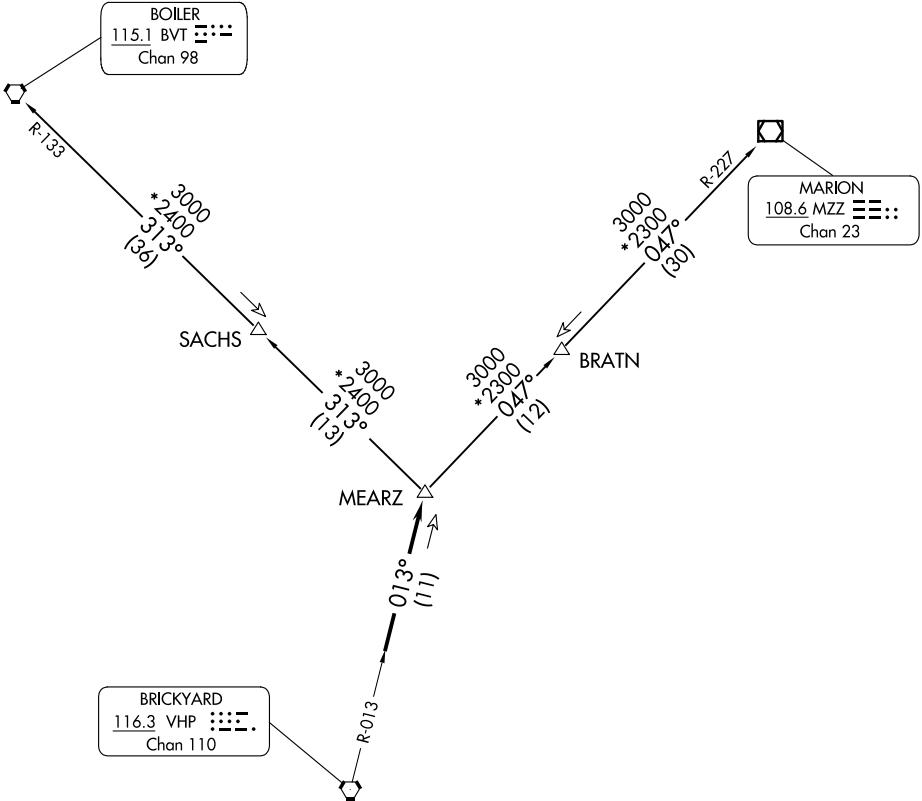 BOILER
115.1 BVT
Chan 98
R-133
3000
*2400
313°
(36)
R-227
MARION
108.6 MZZ
Chan 23
3000
*2300
047°
(30)
SACHS
BRATN
3000
*2400
313°
(13)
3000
*2300
047°
(12)
MEARZ
013°
(11)
R-013
BRICKYARD
116.3 VHP
Chan 110